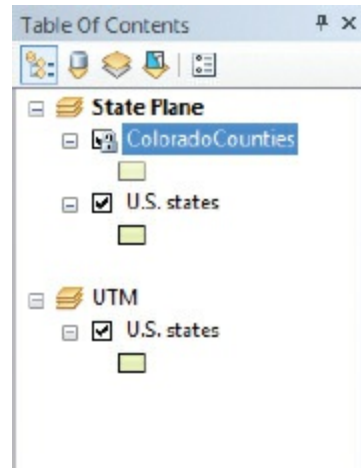 Table Of Contents
State Plane
ColoradoCounties
U.S. states
UTM
U.S. states